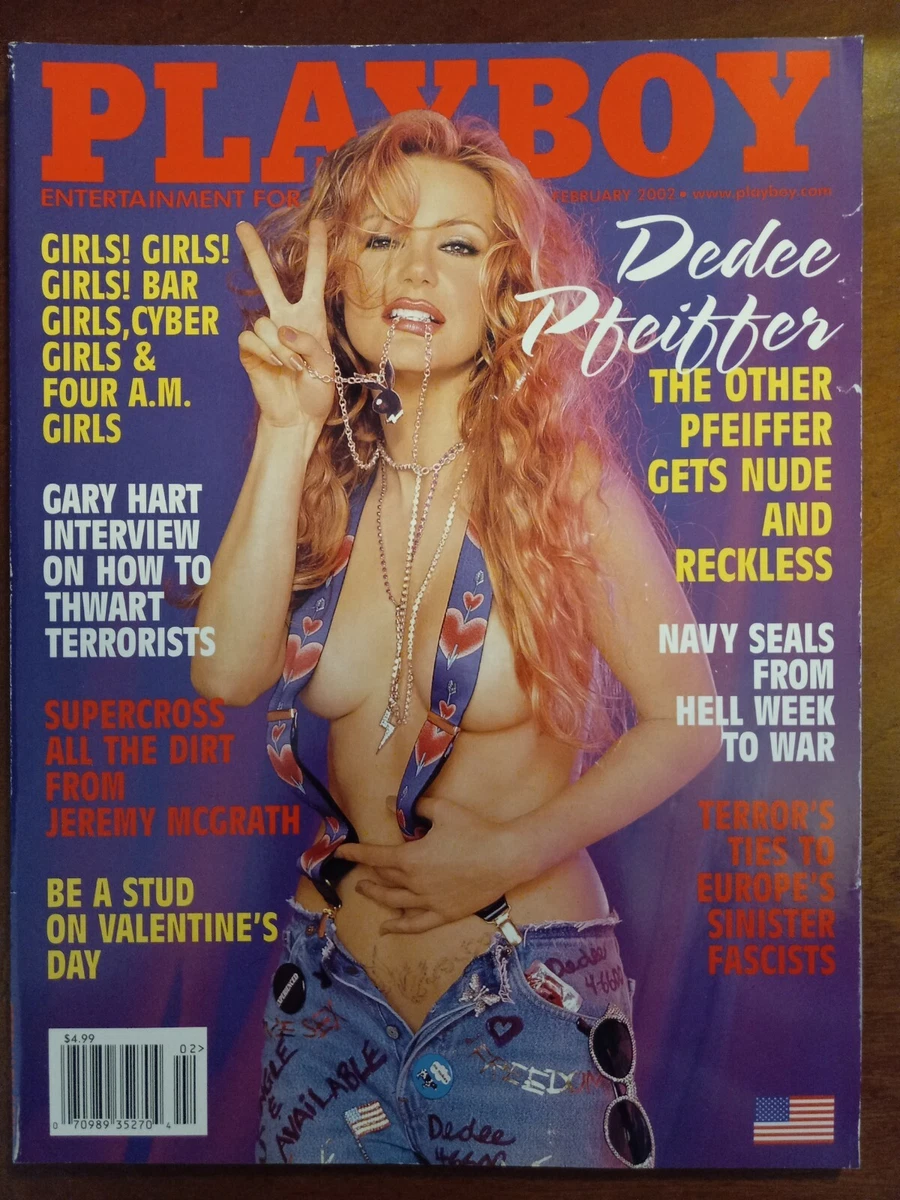 PLAYBOY
ENTERTAINMENT FOR
FEBRUARY 2002 • www.playboy.com
GIRLS! GIRLS!
GIRLS! BAR
GIRLS, CYBER
GIRLS &
FOUR A.M.
GIRLS
GARY HART
INTERVIEW
ON HOW TO
THWART
TERRORISTS
SUPERCROSS
ALL THE DIRT
FROM
JEREMY MCGRATH
BE A STUD
ON VALENTINE'S
DAY
Dedee
Pfeiffer
THE OTHER
PFEIFFER
GETS NUDE
AND
RECKLESS
NAVY SEALS
FROM
HELL WEEK
TO WAR
TERROR'S
TIES TO
EUROPE'S
SINISTER
FASCISTS
Dedee
4-6600
SEX
AVAILABLE
Dedee
$4.99
02>
0 70989 35270 4